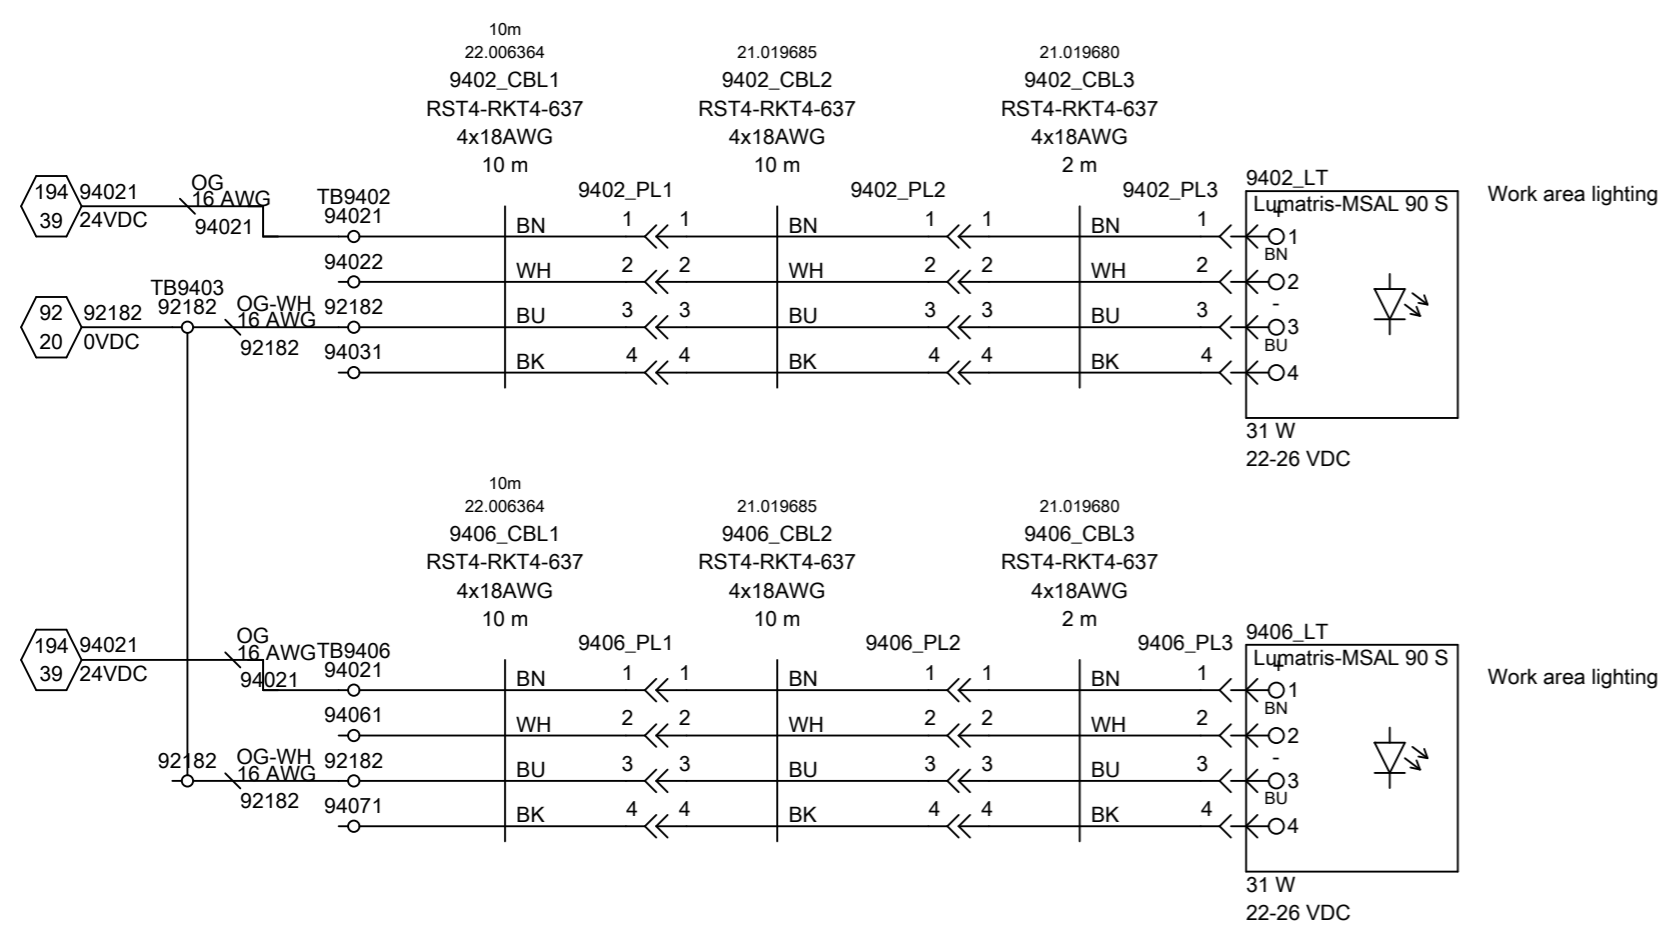 10m
22.006364
9402_CBL1
RST4-RKT4-637
4x18AWG
10 m
21.019685
9402_CBL2
RST4-RKT4-637
4x18AWG
10 m
21.019680
9402_CBL3
RST4-RKT4-637
4x18AWG
2 m
194
39
94021
24VDC
OG
16 AWG
94021
TB9402
94021
94022
92182
94031
92
20
92182
0VDC
TB9403
92182
OG-WH
16 AWG
92182
9402_PL1
9402_PL2
9402_PL3
BN 1 1 BN 1 1 BN 1
WH 2 2 WH 2 2 WH 2
BU 3 3 BU 3 3 BU 3
BK 4 4 BK 4 4 BK 4
9402_LT
Lumatris-MSAL 90 S
+
1
BN
2
-
3
BU
4
31 W
22-26 VDC
Work area lighting
10m
22.006364
9406_CBL1
RST4-RKT4-637
4x18AWG
10 m
21.019685
9406_CBL2
RST4-RKT4-637
4x18AWG
10 m
21.019680
9406_CBL3
RST4-RKT4-637
4x18AWG
2 m
194
39
94021
24VDC
OG
16 AWG
94021
TB9406
94021
94061
92182
94071
92182
OG-WH
16 AWG
92182
9406_PL1
9406_PL2
9406_PL3
BN 1 1 BN 1 1 BN 1
WH 2 2 WH 2 2 WH 2
BU 3 3 BU 3 3 BU 3
BK 4 4 BK 4 4 BK 4
9406_LT
Lumatris-MSAL 90 S
+
1
BN
2
-
3
BU
4
31 W
22-26 VDC
Work area lighting